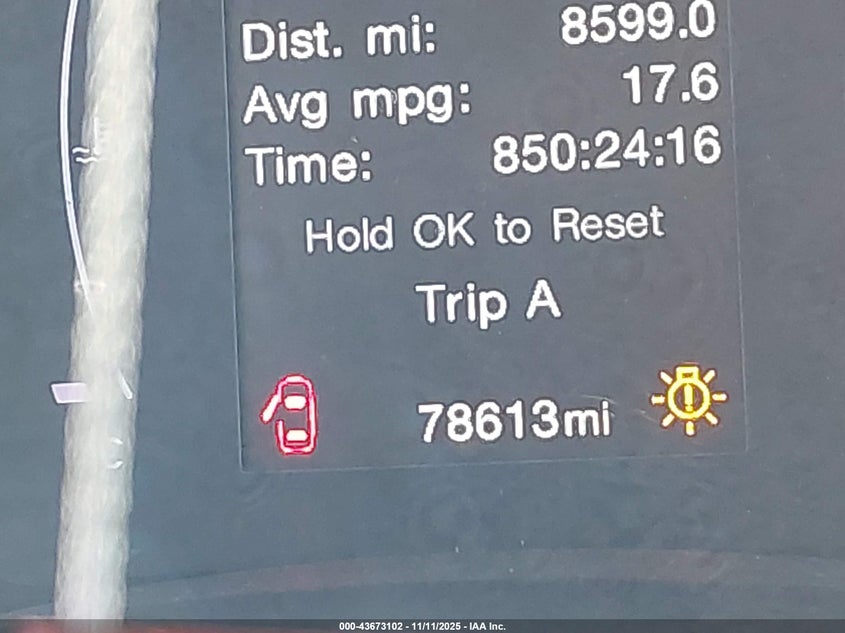 Dist. mi: 8599.0
Avg mpg: 17.6
Time: 850:24:16
Hold OK to Reset
Trip A
78613mi
000-43673102 - 11/11/2025 - IAA Inc.